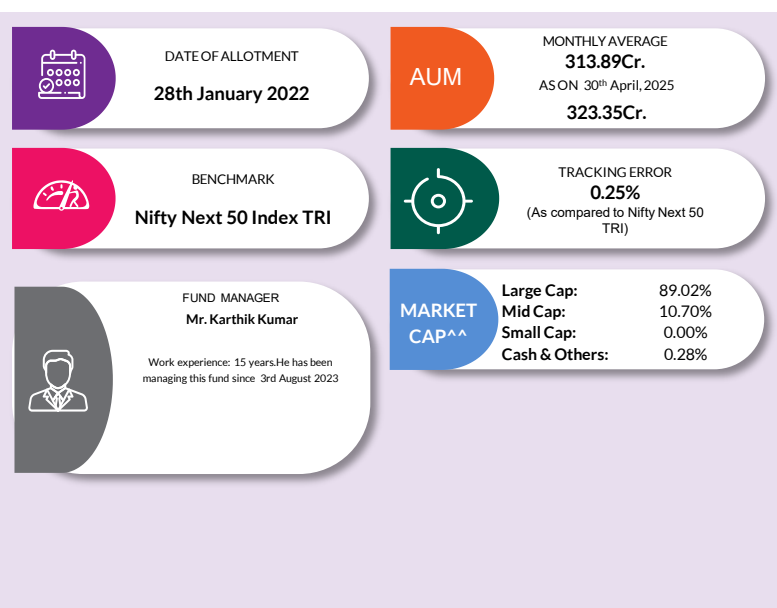 DATE OF ALLOTMENT
28th January 2022
AUM
MONTHLY AVERAGE
313.89Cr.
AS ON 30th April, 2025
323.35Cr.
BENCHMARK
Nifty Next 50 Index TRI
TRACKING ERROR
0.25%
(As compared to Nifty Next 50
TRI)
FUND MANAGER
Mr. Karthik Kumar
Work experience: 15 years.He has been
managing this fund since 3rd August 2023
MARKET
CAP^^
Large Cap: 89.02%
Mid Cap: 10.70%
Small Cap: 0.00%
Cash & Others: 0.28%